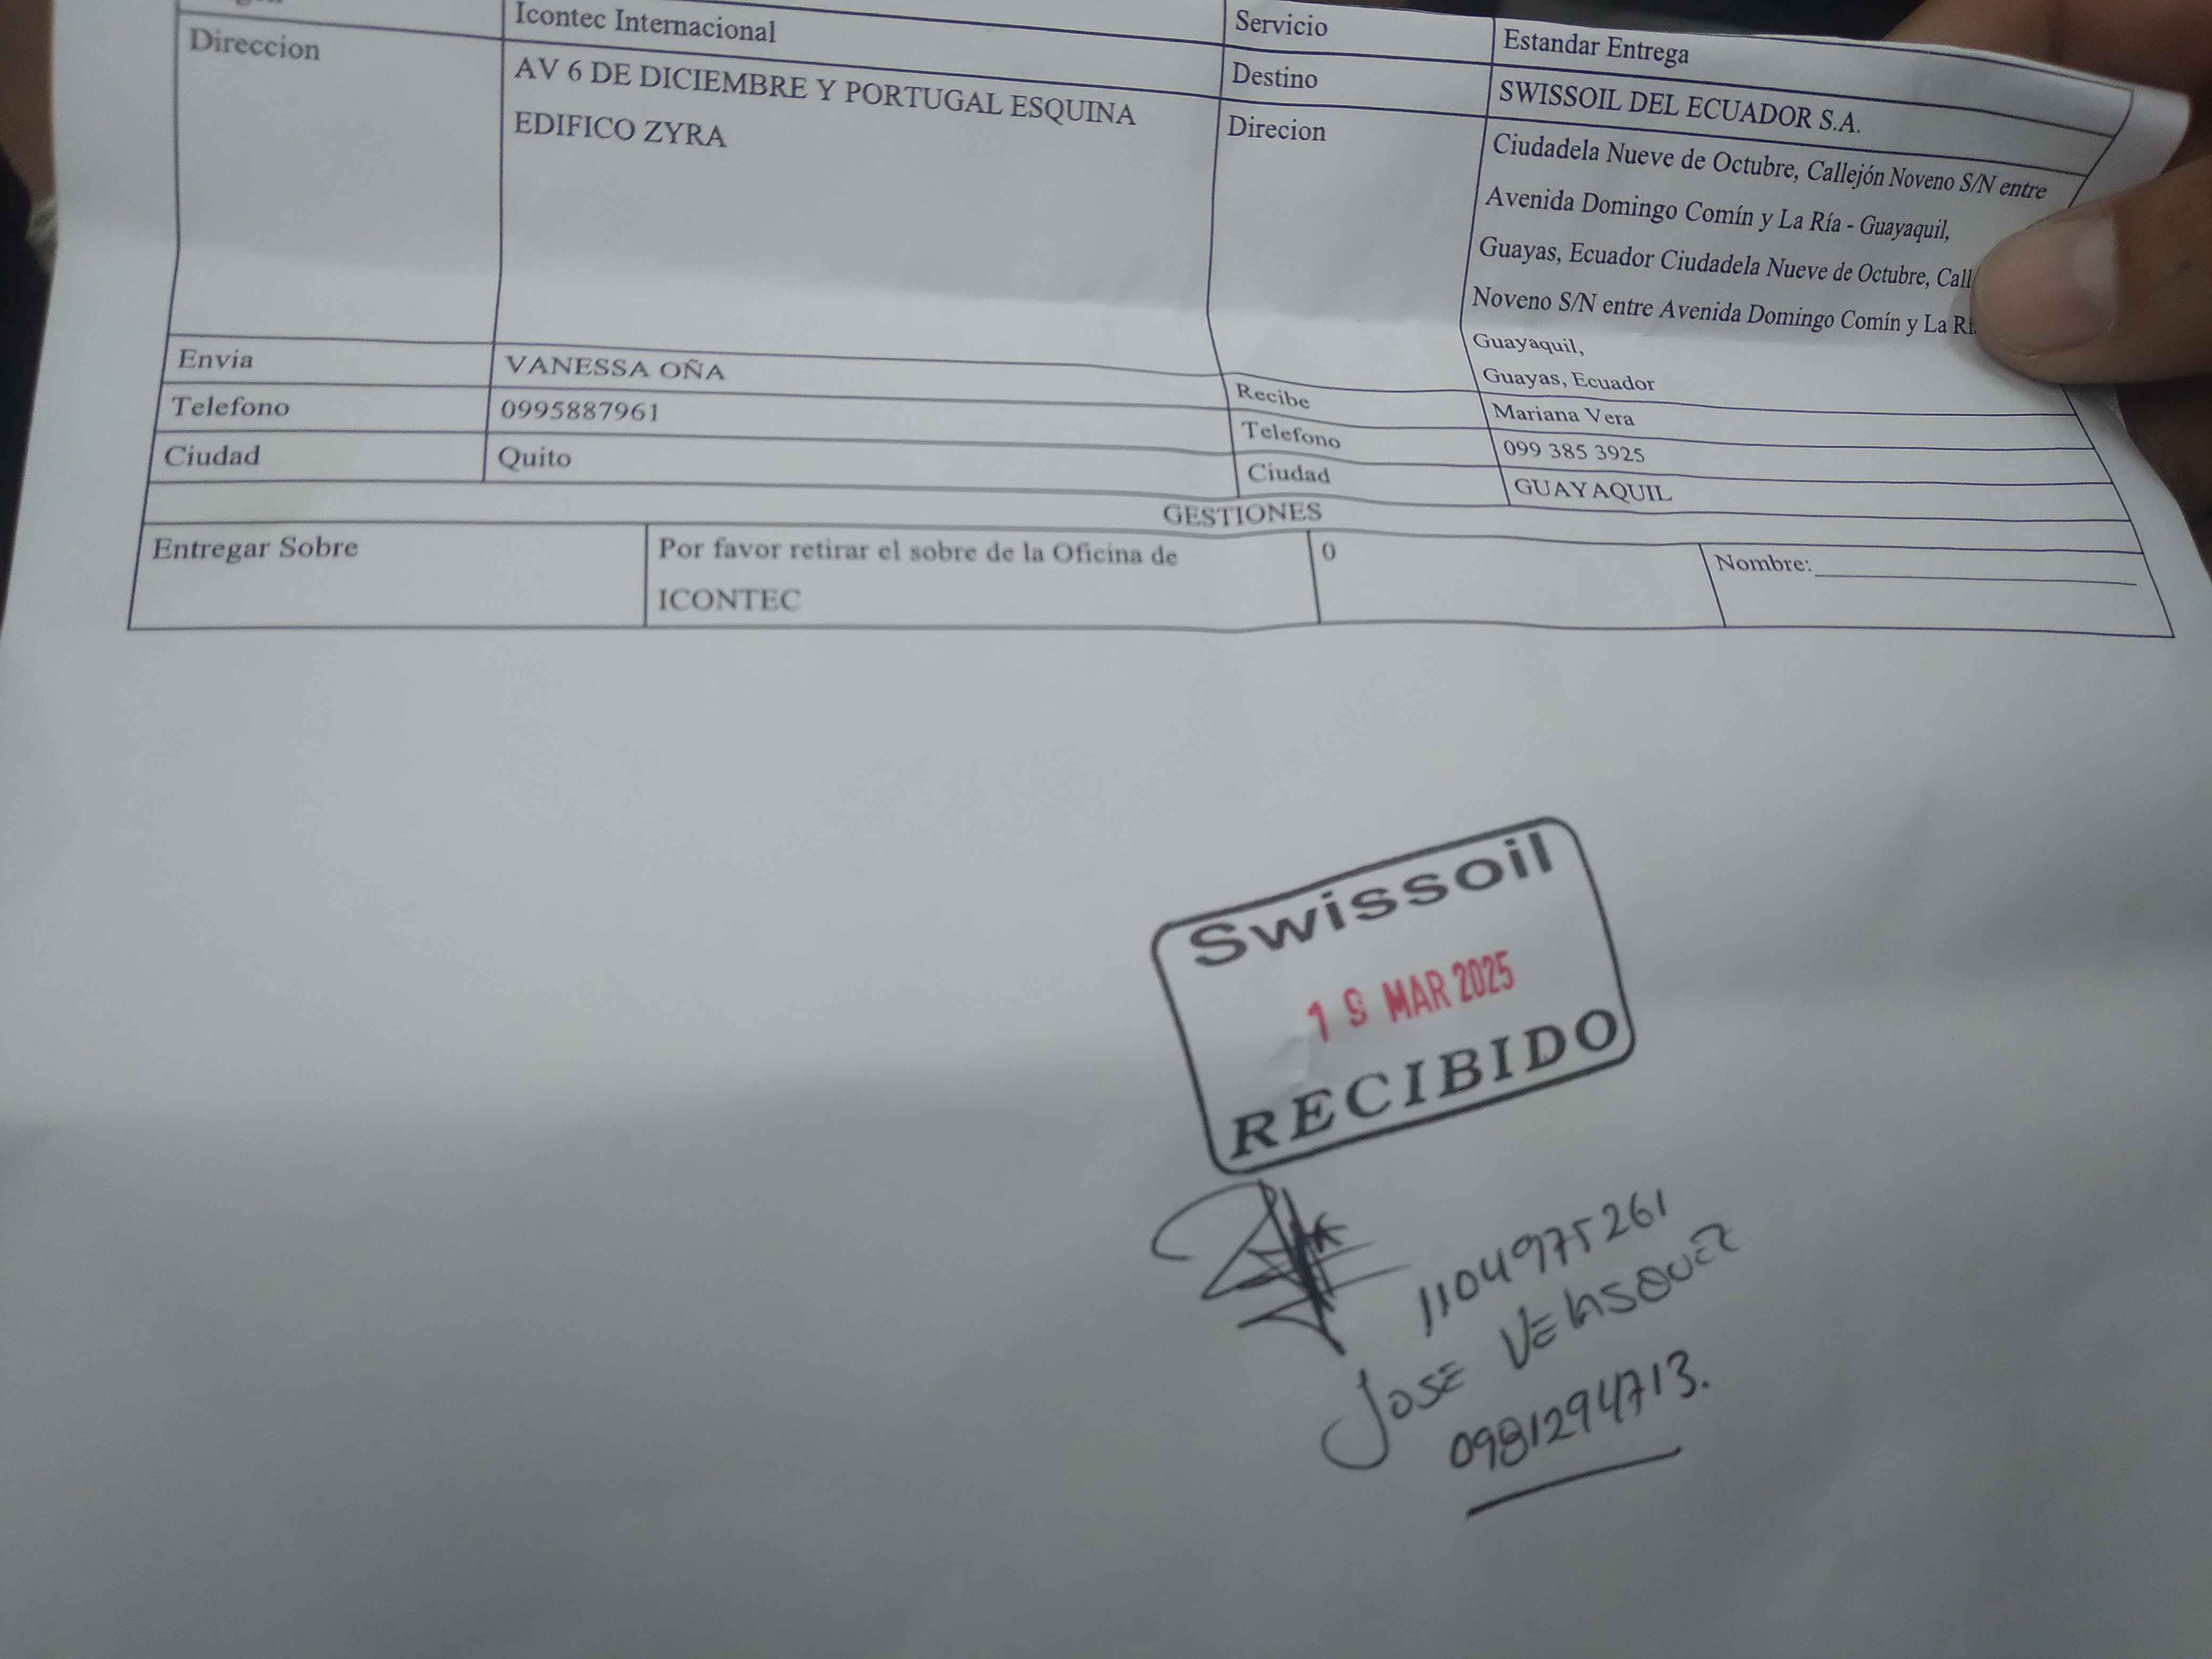 Icontec Internacional
Servicio
Estandar Entrega
Direccion
AV 6 DE DICIEMBRE Y PORTUGAL ESQUINA
EDIFICO ZYRA
Destino
SWISSOIL DEL ECUADOR S.A.
Direcion
Ciudadela Nueve de Octubre, Callejón Noveno S/N entre
Avenida Domingo Comín y La Ría - Guayaquil,
Guayas, Ecuador Ciudadela Nueve de Octubre, Call
Noveno S/N entre Avenida Domingo Comín y La Rí
Guayaquil,
Guayas, Ecuador
Envia
VANESSA OÑA
Recibe
Mariana Vera
Telefono
0995887961
Telefono
099 385 3925
Ciudad
Quito
Ciudad
GUAYAQUIL
GESTIONES
Entregar Sobre
Por favor retirar el sobre de la Oficina de
ICONTEC
0
Nombre:
Swissoil
19 MAR 2025
RECIBIDO
1104975261
JOSE VELASQUEZ
0981294713.